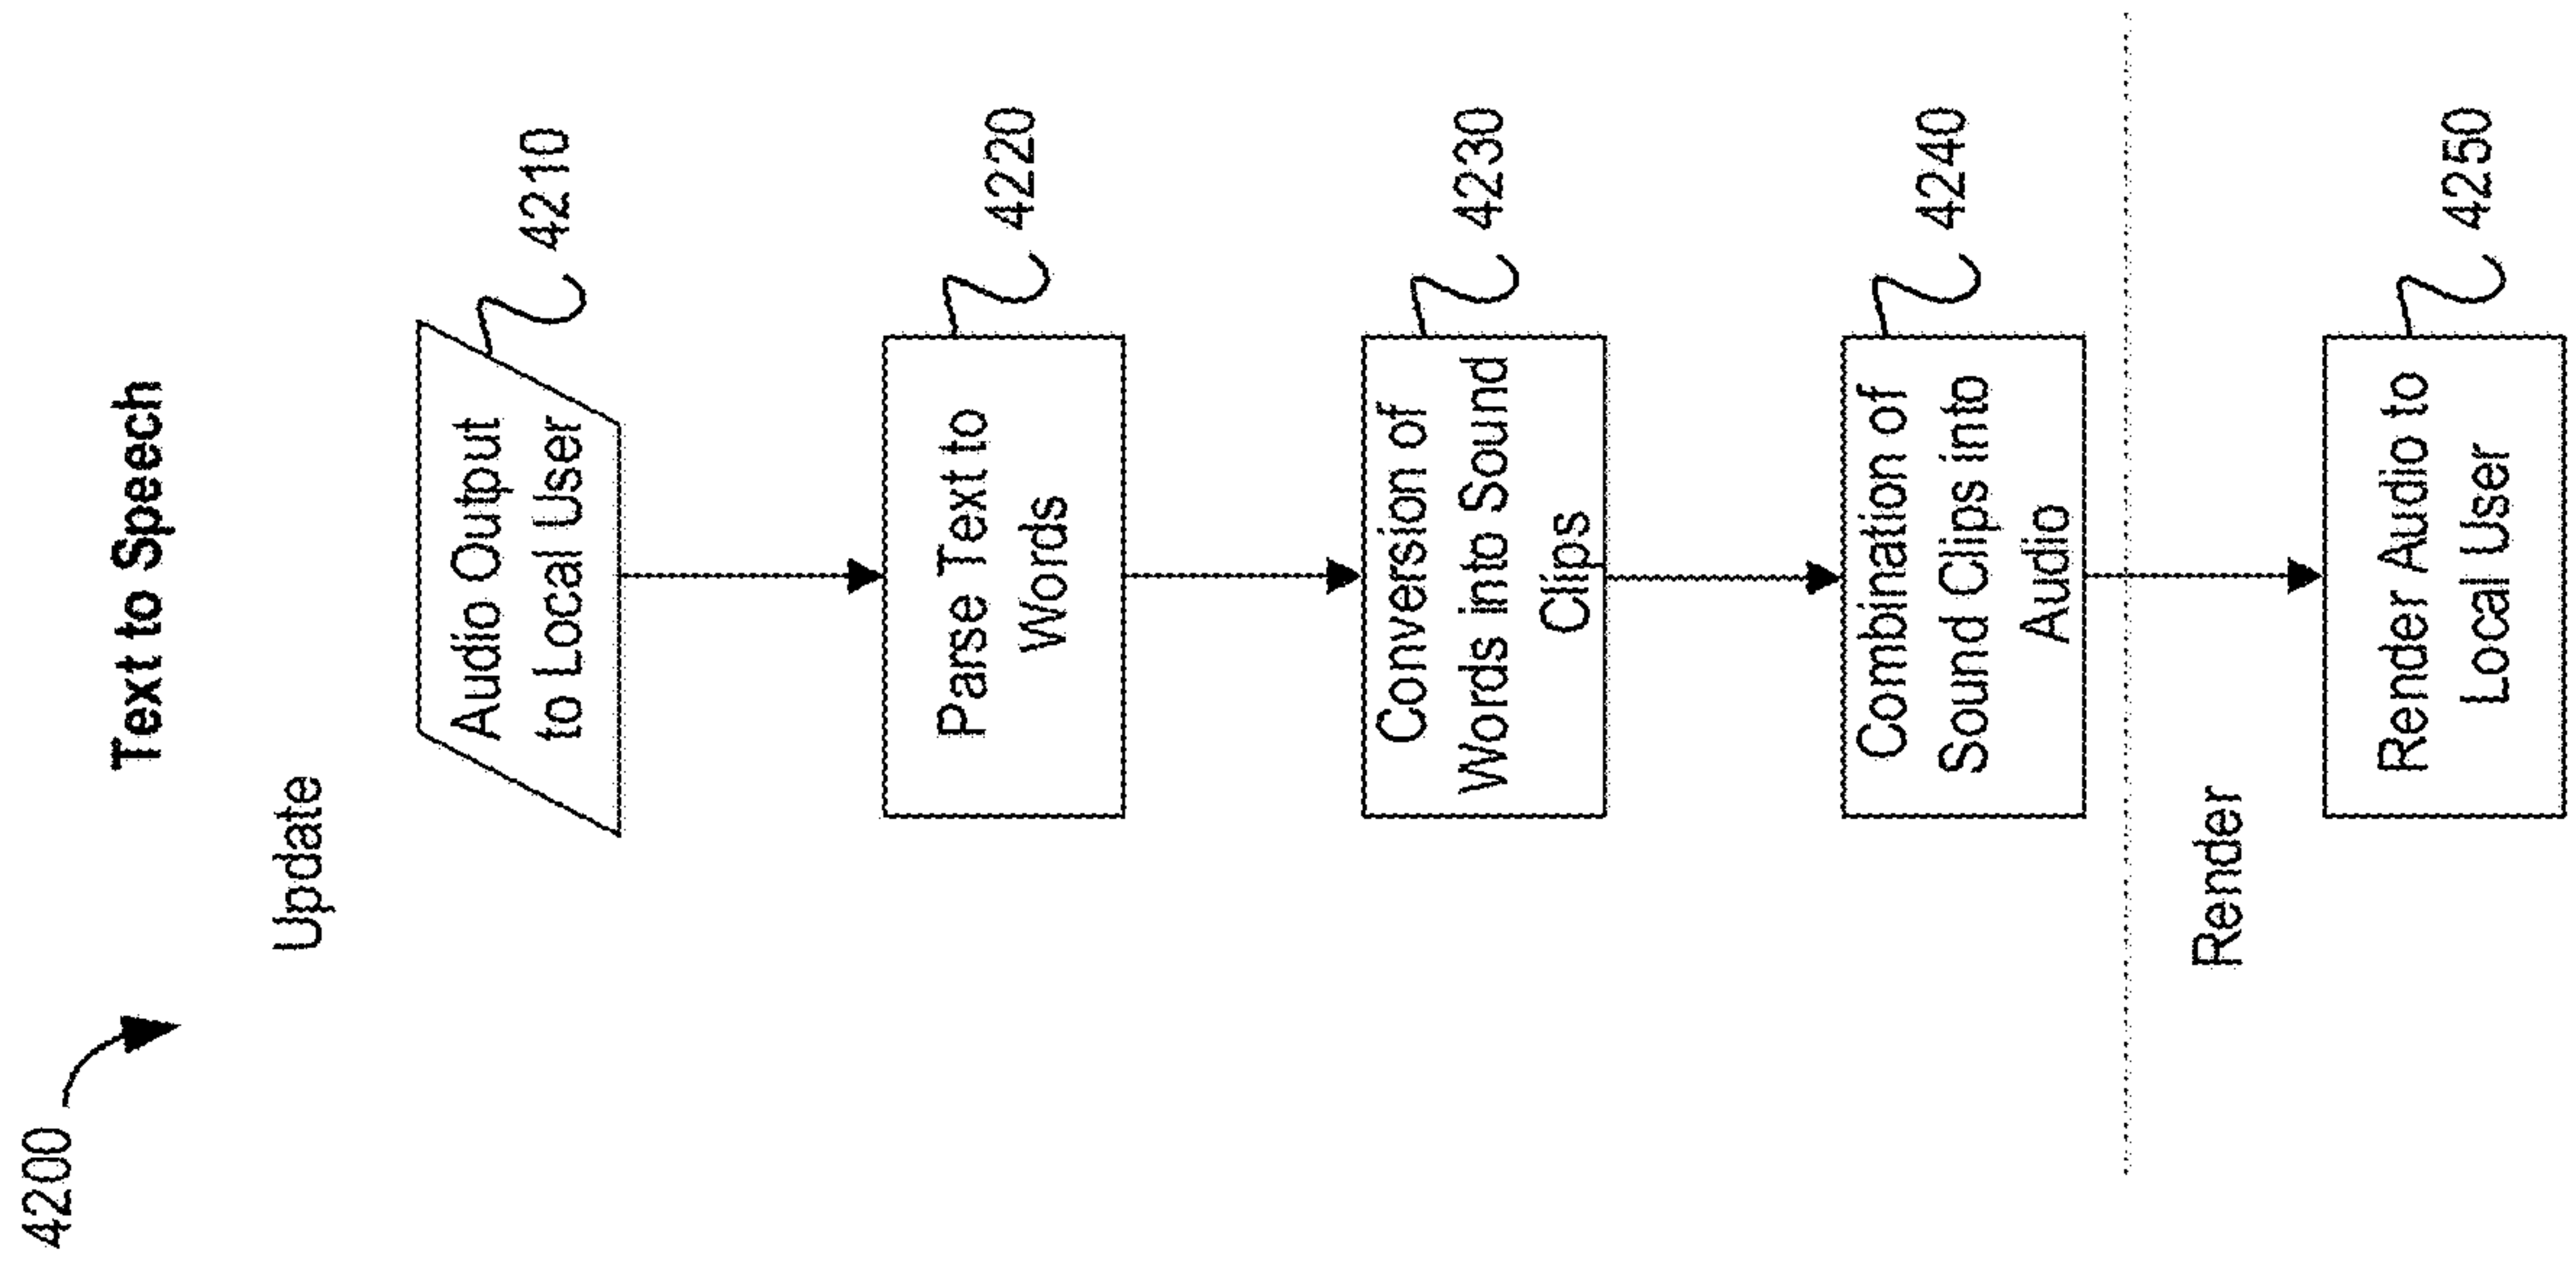 4200
Text to Speech
Update
Audio Output
to Local User
4210
Parse Text to
Words
4220
Conversion of
Words into Sound
Clips
4230
Combination of
Sound Clips into
Audio
4240
Render
Render Audio to
Local User
4250